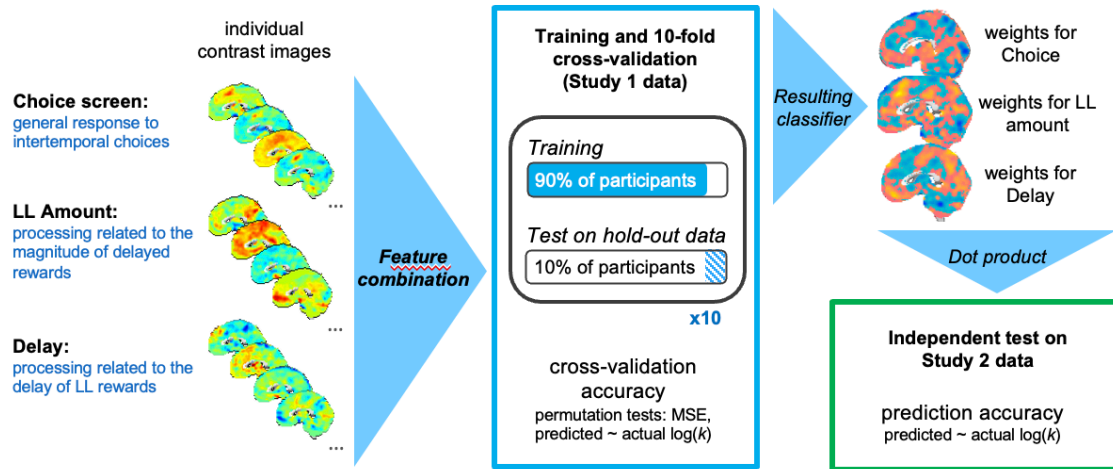 individual
contrast images
Choice screen:
general response to
intertemporal choices
...
LL Amount:
processing related to the
magnitude of delayed
rewards
...
Delay:
processing related to the
delay of LL rewards
...
Feature
combination
Training and 10-fold
cross-validation
(Study 1 data)
Training
90% of participants
Test on hold-out data
10% of participants
x10
cross-validation
accuracy
permutation tests: MSE,
predicted ~ actual log(k)
Resulting
classifier
weights for
Choice
weights for LL
amount
weights for
Delay
Dot product
Independent test on
Study 2 data
prediction accuracy
predicted ~ actual log(k)